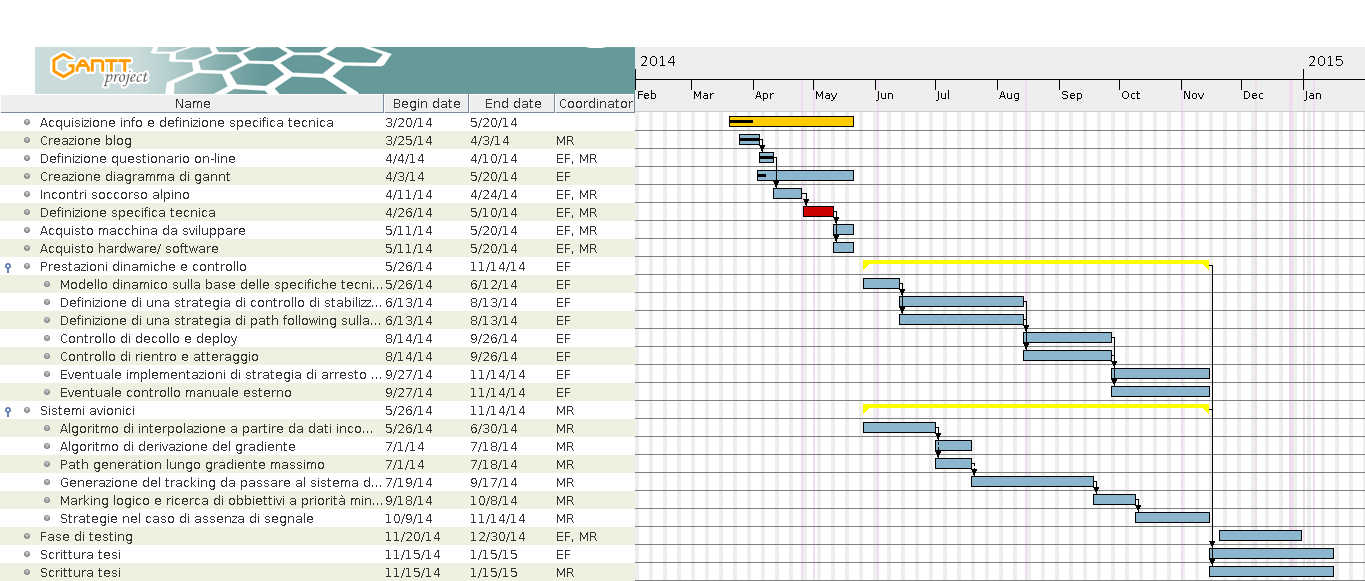 GANTT project
2014 2015
Feb Mar Apr May Jun Jul Aug Sep Oct Nov Dec Jan
Name Begin date End date Coordinator
Acquisizione info e definizione specifica tecnica 3/20/14 5/20/14
Creazione blog 3/25/14 4/3/14 MR
Definizione questionario on-line 4/4/14 4/10/14 EF, MR
Creazione diagramma di gannt 4/3/14 5/20/14 EF
Incontri soccorso alpino 4/11/14 4/24/14 EF, MR
Definizione specifica tecnica 4/26/14 5/10/14 EF, MR
Acquisto macchina da sviluppare 5/11/14 5/20/14 EF, MR
Acquisto hardware/ software 5/11/14 5/20/14 EF, MR
Prestazioni dinamiche e controllo 5/26/14 11/14/14 EF
Modello dinamico sulla base delle specifiche tecni... 5/26/14 6/12/14 EF
Definizione di una strategia di controllo di stabilizz... 6/13/14 8/13/14 EF
Definizione di una strategia di path following sulla... 6/13/14 8/13/14 EF
Controllo di decollo e deploy 8/14/14 9/26/14 EF
Controllo di rientro e atteraggio 8/14/14 9/26/14 EF
Eventuale implementazioni di strategia di arresto ... 9/27/14 11/14/14 EF
Eventuale controllo manuale esterno 9/27/14 11/14/14 EF
Sistemi avionici 5/26/14 11/14/14 MR
Algoritmo di interpolazione a partire da dati inco... 5/26/14 6/30/14 MR
Algoritmo di derivazione del gradiente 7/1/14 7/18/14 MR
Path generation lungo gradiente massimo 7/1/14 7/18/14 MR
Generazione del tracking da passare al sistema d... 7/19/14 9/17/14 MR
Marking logico e ricerca di obbiettivi a priorità min... 9/18/14 10/8/14 MR
Strategie nel caso di assenza di segnale 10/9/14 11/14/14 MR
Fase di testing 11/20/14 12/30/14 EF, MR
Scrittura tesi 11/15/14 1/15/15 EF
Scrittura tesi 11/15/14 1/15/15 MR